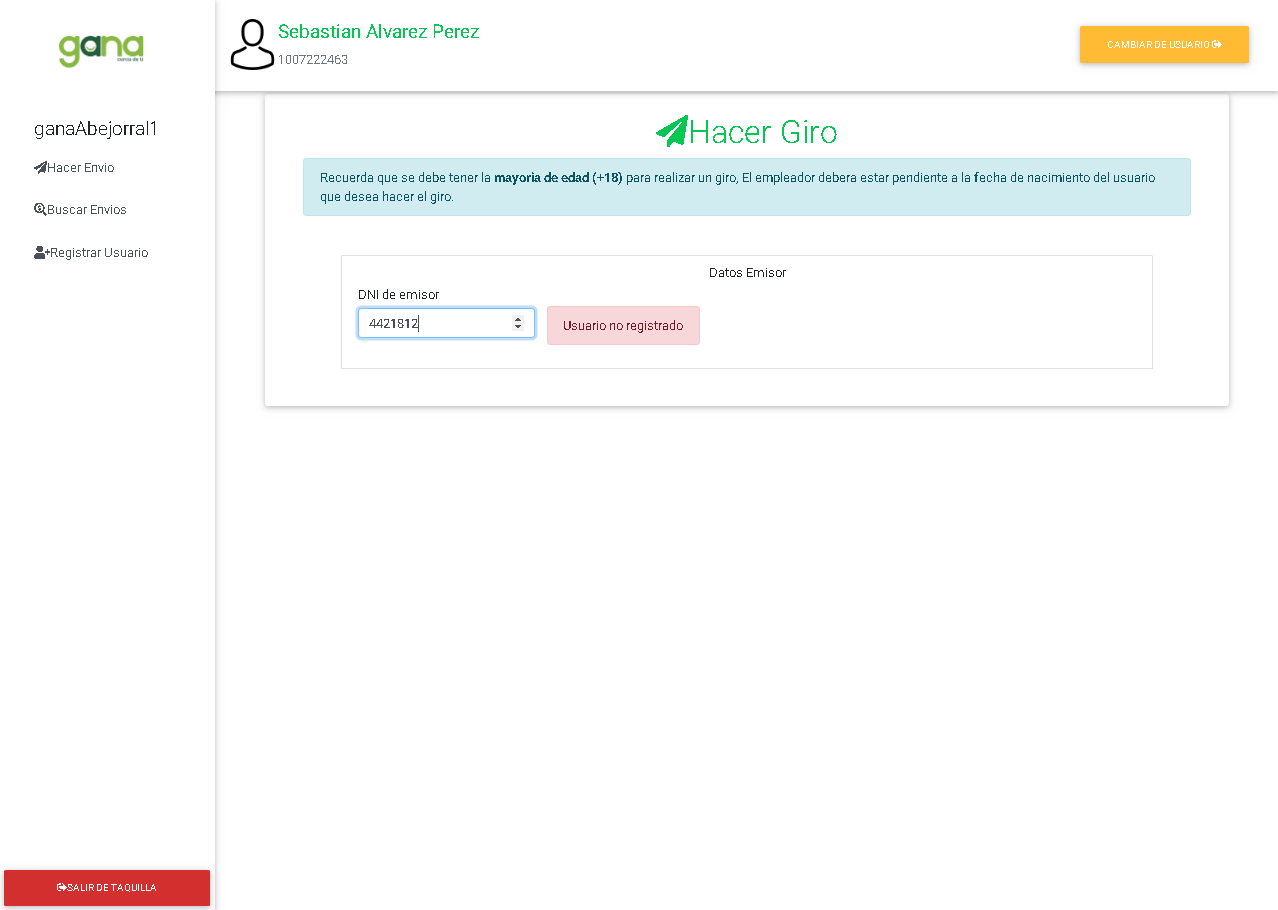 gana
cerca de ti
Sebastian Alvarez Perez
1007222463
CAMBIAR DE USUARIO
ganaAbejorral1
Hacer Envio
Buscar Envios
Registrar Usuario
Hacer Giro
Recuerda que se debe tener la mayoria de edad (+18) para realizar un giro, El empleador debera estar pendiente a la fecha de nacimiento del usuario
que desea hacer el giro.
Datos Emisor
DNI de emisor
4421812
Usuario no registrado
SALIR DE TAQUILLA